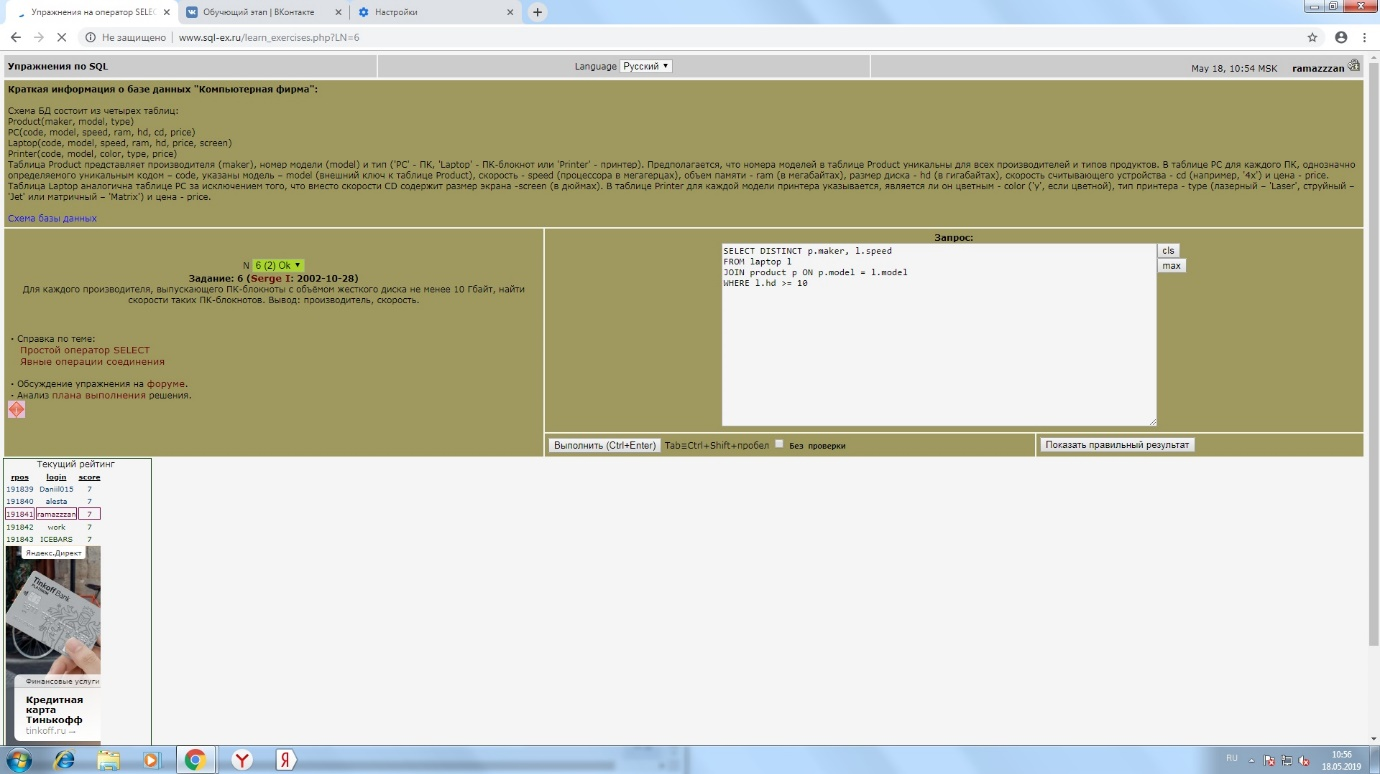 Упражнения на оператор SELEC
Обучающий этап | ВКонтакте
Настройки
Не защищено | www.sql-ex.ru/learn_exercises.php?LN=6
Упражнения по SQL
Language Русский
May 18, 10:54 MSK ramazzzan
Краткая информация о базе данных "Компьютерная фирма":
Схема БД состоит из четырех таблиц:
Product(maker, model, type)
PC(code, model, speed, ram, hd, cd, price)
Laptop(code, model, speed, ram, hd, price, screen)
Printer(code, model, color, type, price)
Таблица Product представляет производителя (maker), номер модели (model) и тип ('PC' - ПК, 'Laptop' - ПК-блокнот или 'Printer' - принтер). Предполагается, что номера моделей в таблице Product уникальны для всех производителей и типов продуктов. В таблице PC для каждого ПК, однозначно
определяемого уникальным кодом – code, указаны модель – model (внешний ключ к таблице Product), скорость - speed (процессора в мегагерцах), объем памяти - ram (в мегабайтах), размер диска - hd (в гигабайтах), скорость считывающего устройства - cd (например, '4x') и цена - price.
Таблица Laptop аналогична таблице PC за исключением того, что вместо скорости CD содержит размер экрана -screen (в дюймах). В таблице Printer для каждой модели принтера указывается, является ли он цветным - color ('y', если цветной), тип принтера - type (лазерный – 'Laser', струйный –
'Jet' или матричный – 'Matrix') и цена - price.
Схема базы данных
N 6 (2) Ok
Задание: 6 (Serge I: 2002-10-28)
Для каждого производителя, выпускающего ПК-блокноты c объёмом жесткого диска не менее 10 Гбайт, найти
скорости таких ПК-блокнотов. Вывод: производитель, скорость.
· Справка по теме:
Простой оператор SELECT
Явные операции соединения
· Обсуждение упражнения на форуме.
· Анализ плана выполнения решения.
Запрос:
SELECT DISTINCT p.maker, l.speed
FROM laptop l
JOIN product p ON p.model = l.model
WHERE l.hd >= 10
cls
max
Выполнить (Ctrl+Enter) Tab≡Ctrl+Shift+пробел Без проверки
Показать правильный результат
Текущий рейтинг
rpos login score
191839 Daniil015 7
191840 alesta 7
191841 ramazzzan 7
191842 work 7
191843 ICEBARS 7
Яндекс.Директ
Tinkoff Bank
PLATINUM
Финансовые услуги
Кредитная
карта
Тинькофф
tinkoff.ru →
RU
10:56
18.05.2019